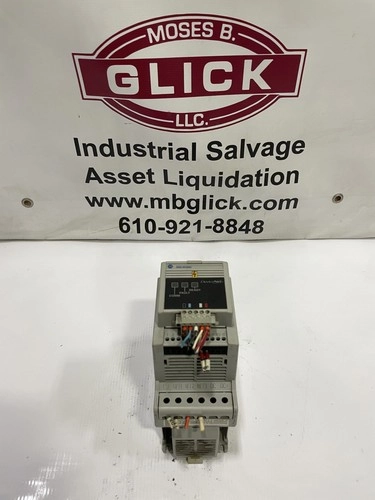 MOSES B.
GLICK
LLC.
Industrial Salvage
Asset Liquidation
www.mbglick.com
610-921-8848